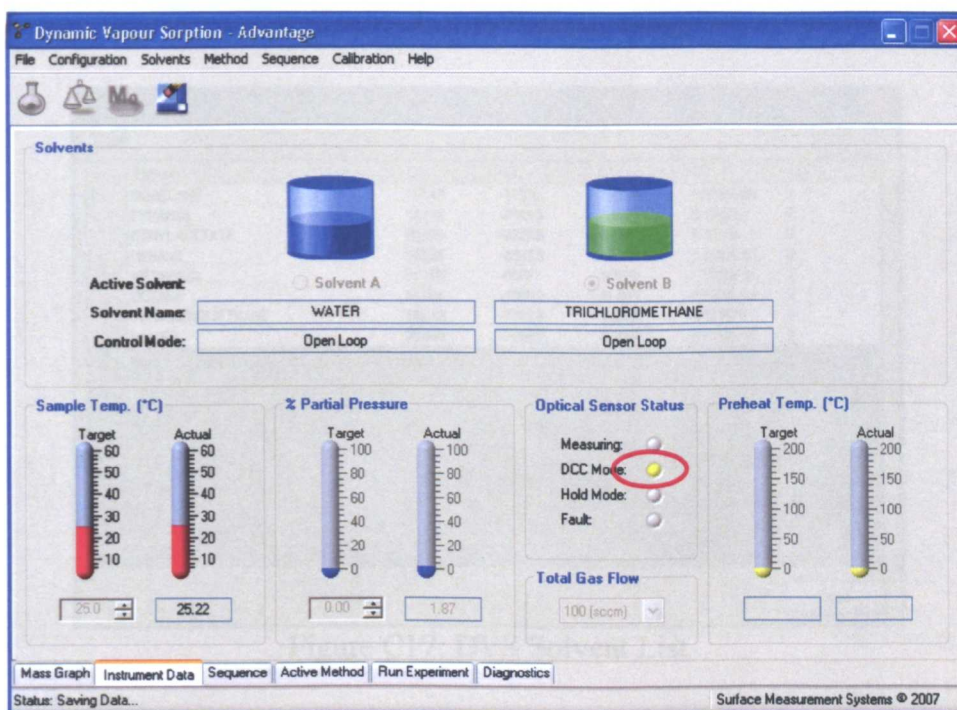 Dynamic Vapour Sorption - Advantage
File Configuration Solvents Method Sequence Calibration Help
Solvents
Active Solvent: Solvent A Solvent B
Solvent Name: WATER TRICHLOROMETHANE
Control Mode: Open Loop Open Loop
Sample Temp. (°C) % Partial Pressure Optical Sensor Status Preheat Temp. (°C)
Target Actual Target Actual Target Actual
60 60 100 100 200 200
50 50 80 80 150 150
40 40 60 60 100 100
30 30 40 40 50 50
20 20 20 20 0 0
10 10 0 0
Measuring:
DCC Mode:
Hold Mode:
Fault:
Total Gas Flow
25.0 25.22 0.00 1.87 100 (sccm)
Mass Graph Instrument Data Sequence Active Method Run Experiment Diagnostics
Status: Saving Data... Surface Measurement Systems © 2007